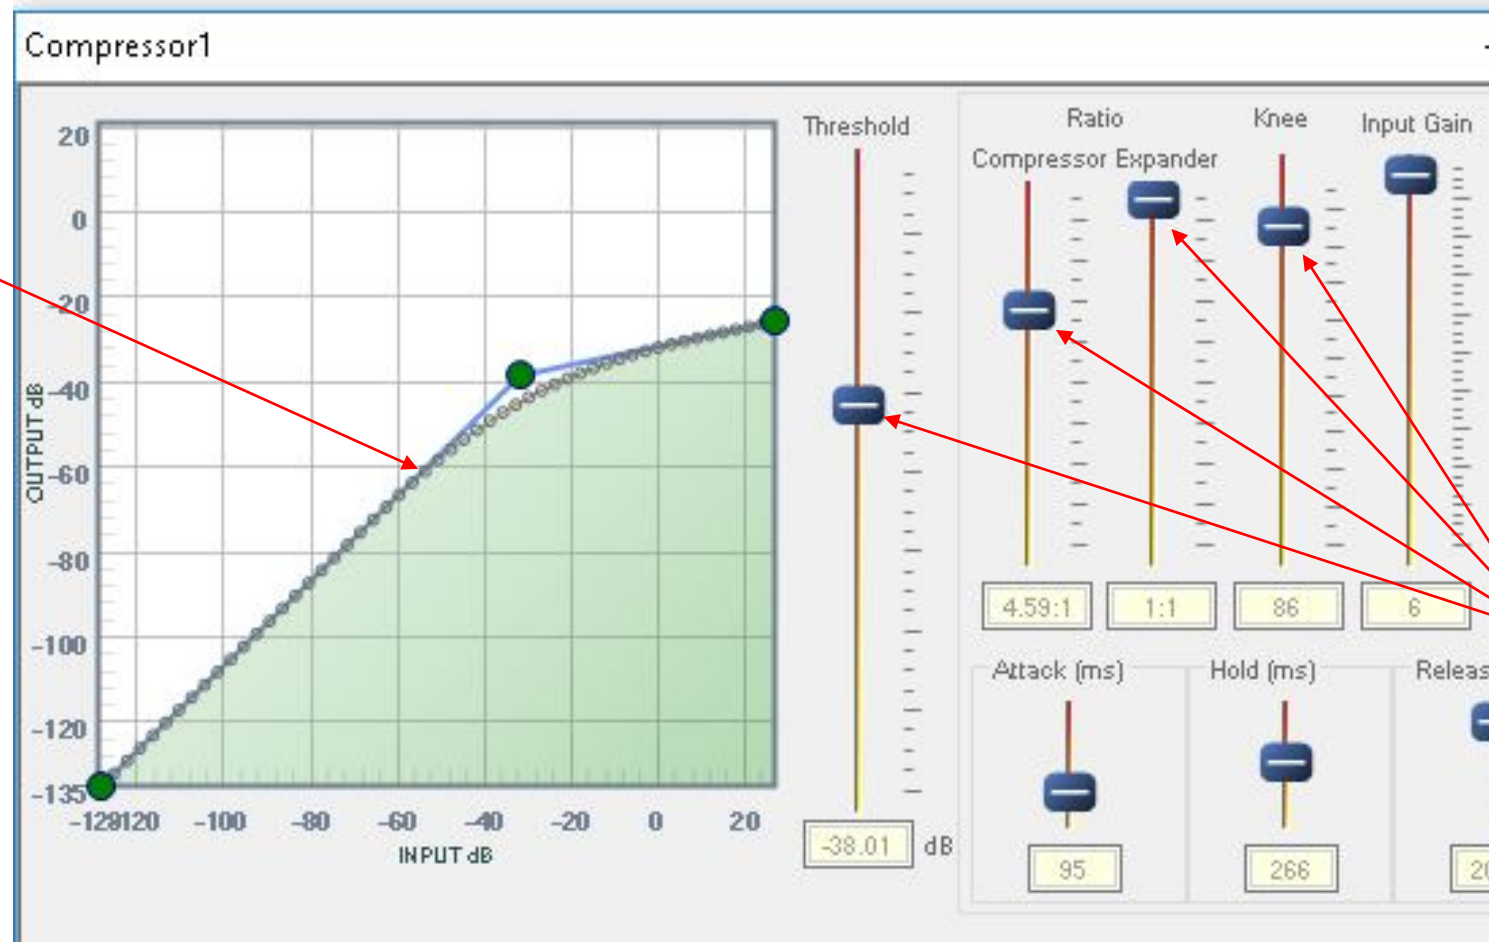 Compressor1
Threshold
Ratio
Knee
Input Gain
Compressor Expander
20
0
-20
-40
-60
-80
-100
-120
-135
OUTPUT dB
-120
-100
-80
-60
-40
-20
0
20
INPUT dB
-38.01 dB
4.59:1
1:1
86
6
Attack (ms)
Hold (ms)
Releas
95
266